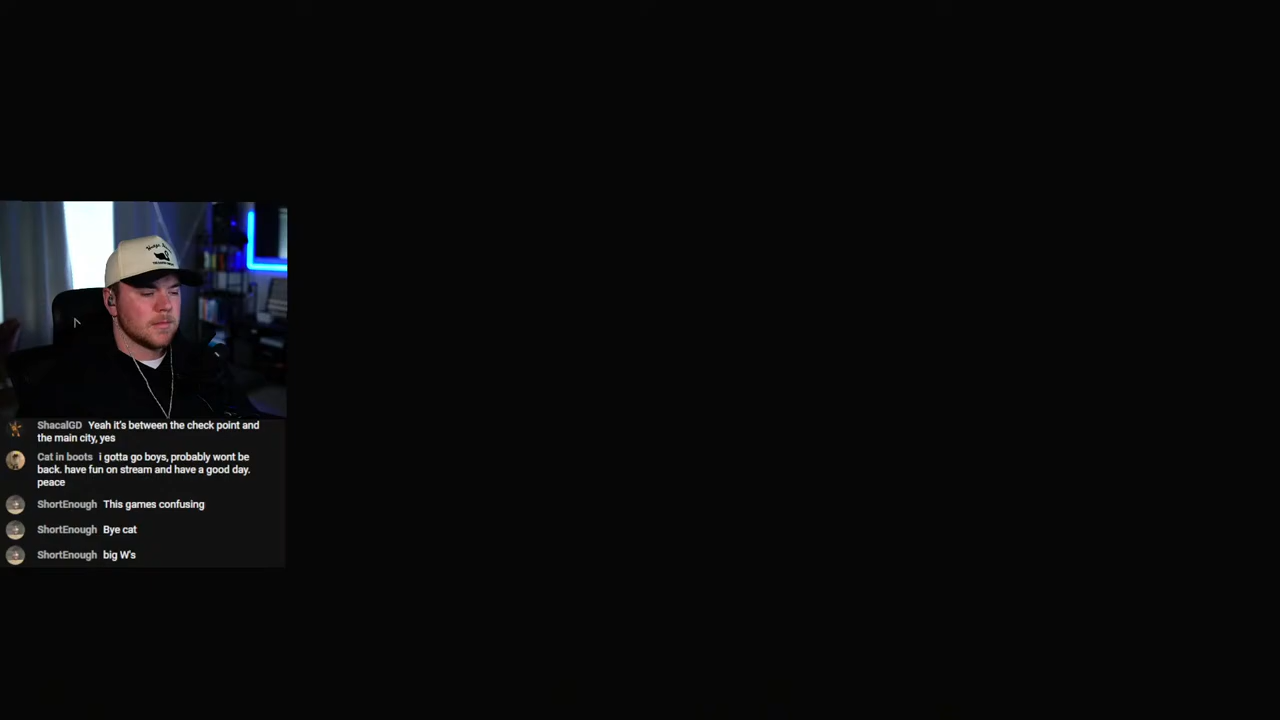 ShacalGD Yeah it's between the check point and
the main city, yes
Cat in boots i gotta go boys, probably wont be
back. have fun on stream and have a good day.
peace
ShortEnough This games confusing
ShortEnough Bye cat
ShortEnough big W's